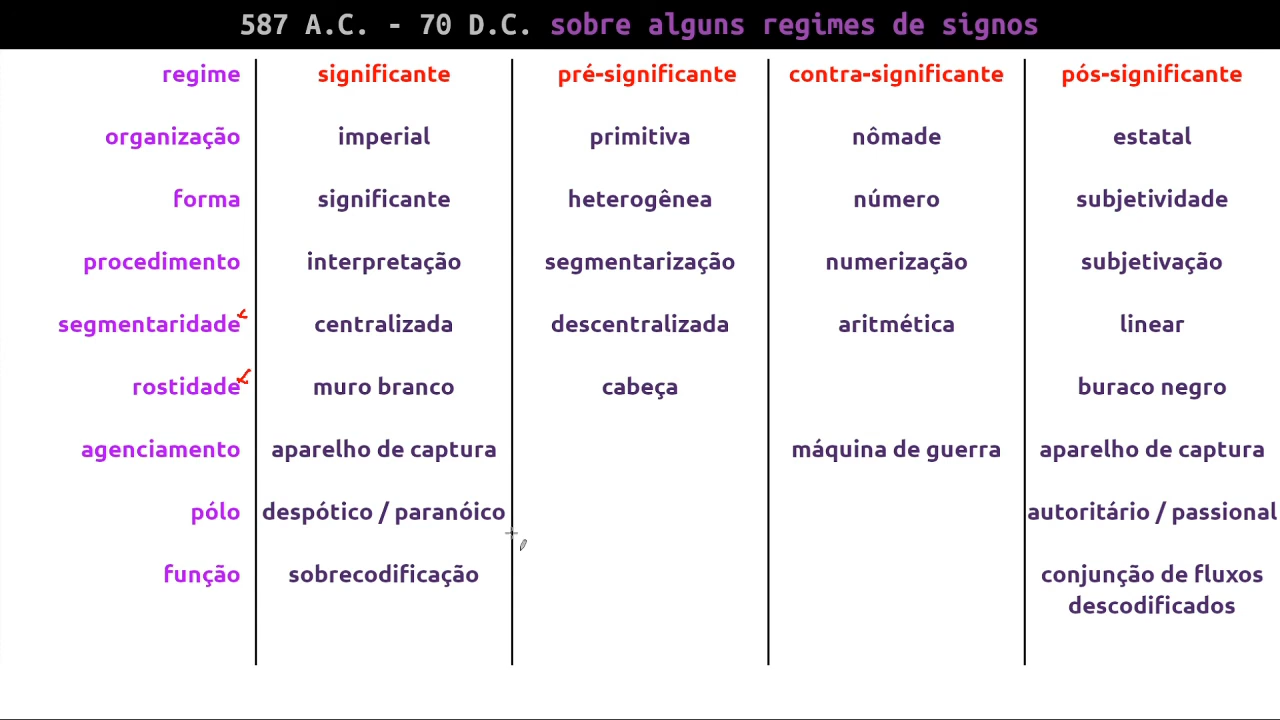 587 A.C. - 70 D.C. sobre alguns regimes de signos
regime significante pré-significante contra-significante pós-significante
organização imperial primitiva nômade estatal
forma significante heterogênea número subjetividade
procedimento interpretação segmentarização numerização subjetivação
segmentaridade centralizada descentralizada aritmética linear
rostidade muro branco cabeça buraco negro
agenciamento aparelho de captura máquina de guerra aparelho de captura
pólo despótico / paranóico autoritário / passional
função sobrecodificação conjunção de fluxos
descodificados